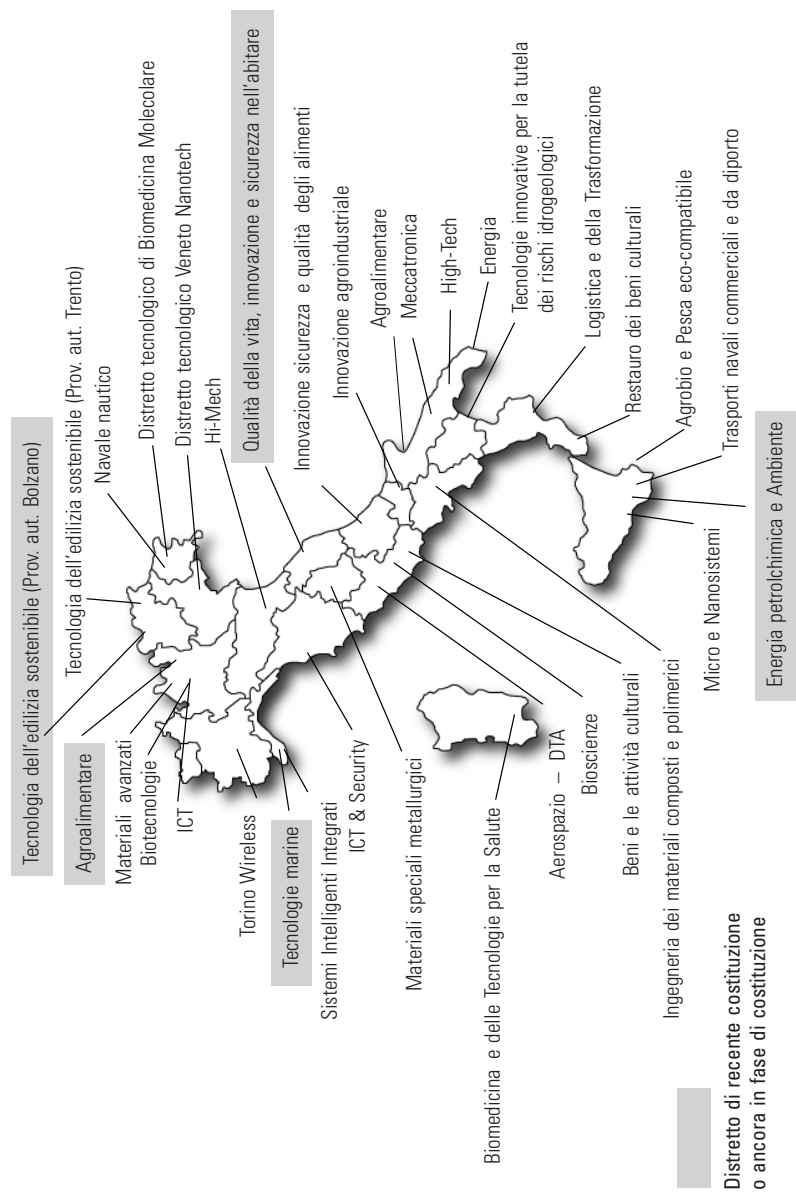 Tecnologia dell'edilizia sostenibile (Prov. aut. Bolzano)
Agroalimentare
Materiali avanzati
Biotecnologie
ICT
Torino Wireless
Tecnologie marine
Sistemi Intelligenti Integrati
ICT & Security
Materiali speciali metallurgici
Biomedicina e delle Tecnologie per la Salute
Aerospazio – DTA
Bioscienze
Beni e le attività culturali
Ingegneria dei materiali composti e polimerici
Tecnologia dell'edilizia sostenibile (Prov. aut. Trento)
Navale nautico
Distretto tecnologico di Biomedicina Molecolare
Distretto tecnologico Veneto Nanotech
Hi-Mech
Qualità della vita, innovazione e sicurezza nell'abitare
Innovazione sicurezza e qualità degli alimenti
Innovazione agroindustriale
Agroalimentare
Meccatronica
High-Tech
Energia
Tecnologie innovative per la tutela
dei rischi idrogeologici
Logistica e della Trasformazione
Restauro dei beni culturali
Agrobio e Pesca eco-compatibile
Trasporti navali commerciali e da diporto
Energia petrolchimica e Ambiente
Micro e Nanosistemi
Distretto di recente costituzione
o ancora in fase di costituzione